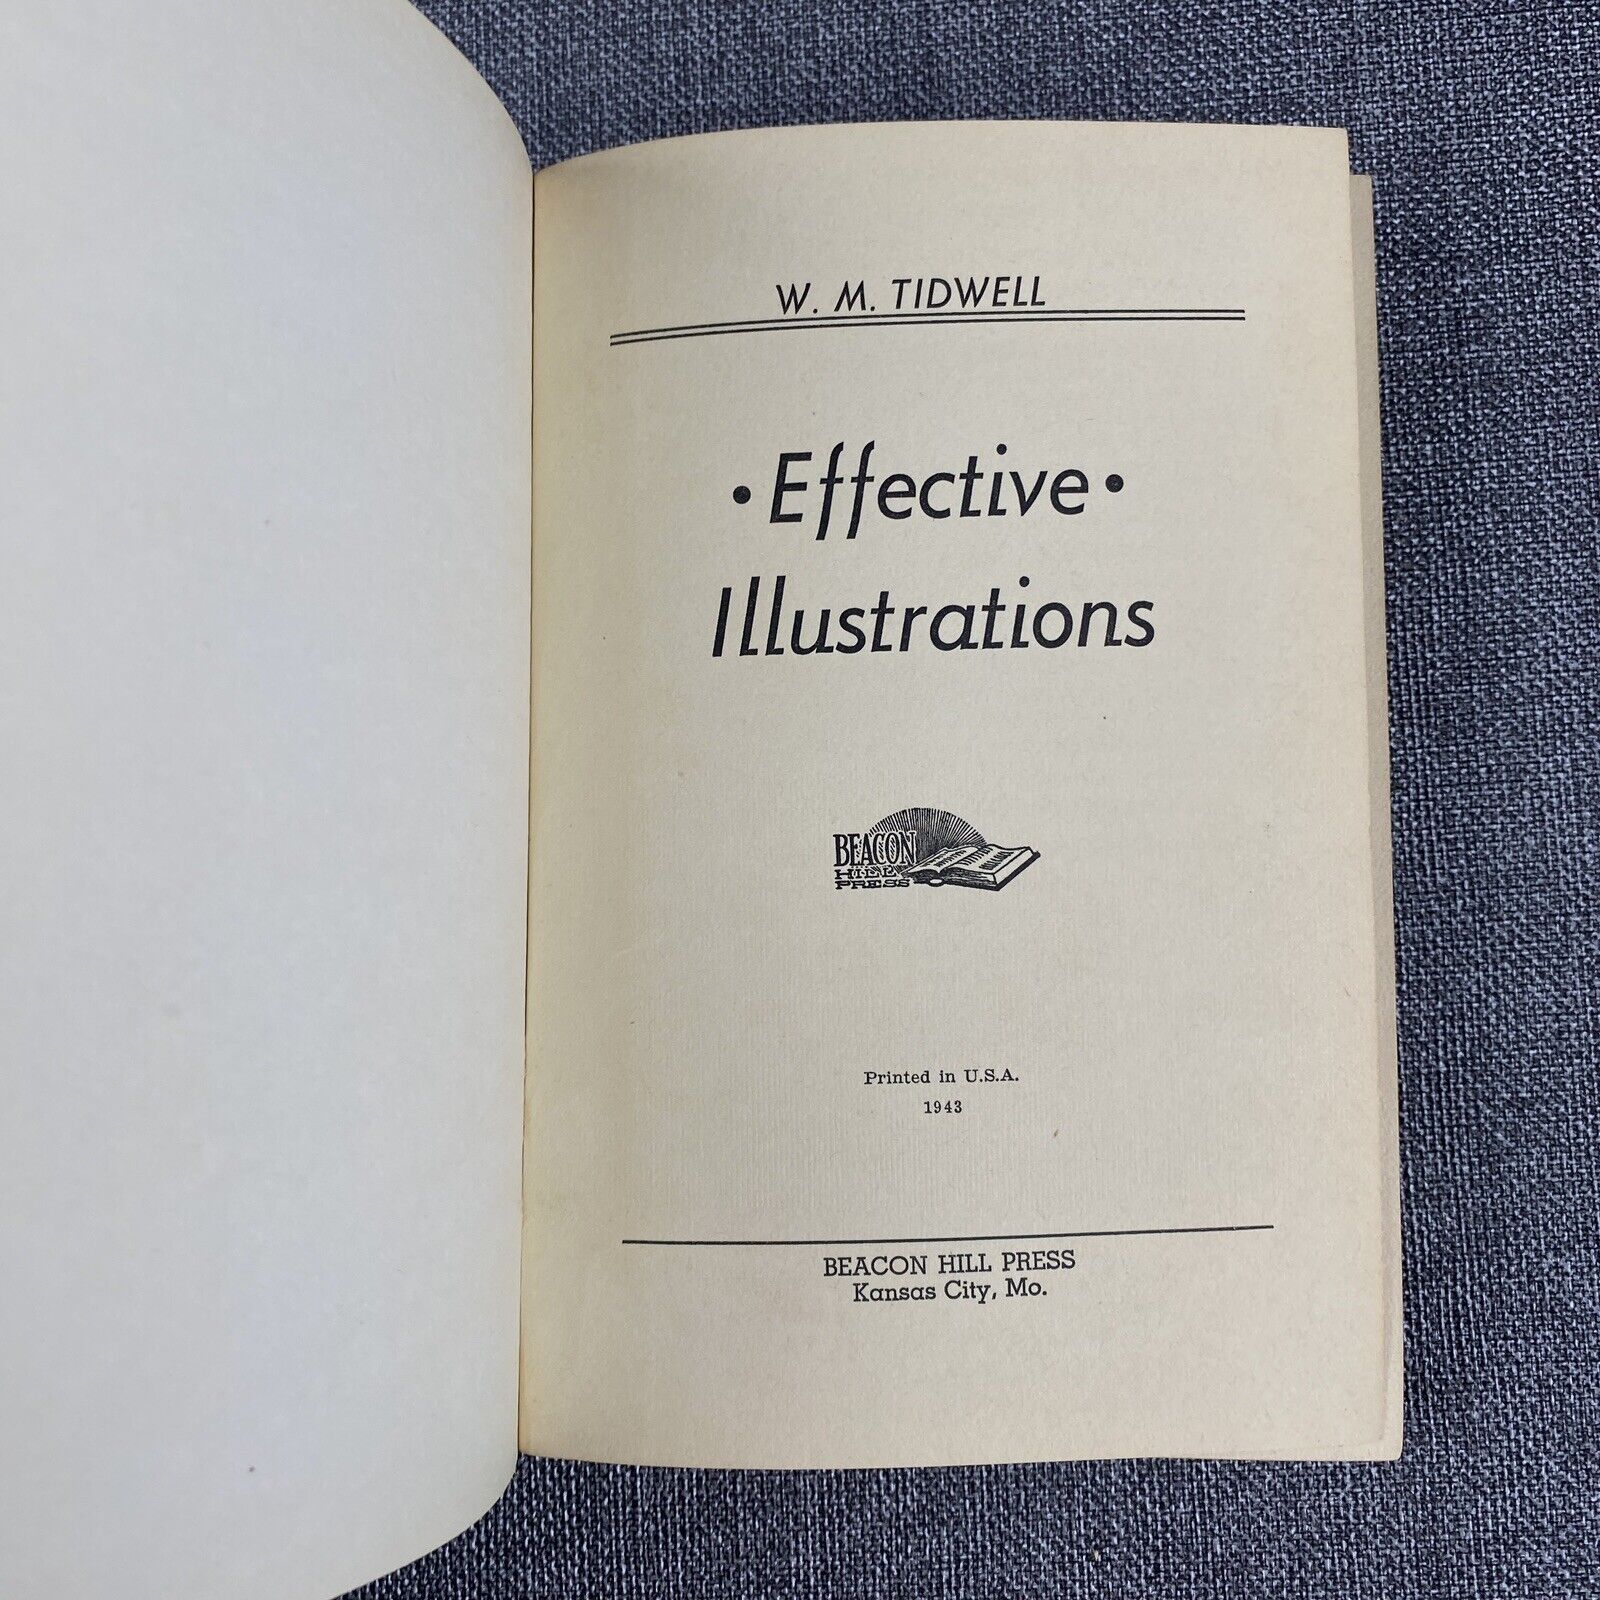 W. M. TIDWELL
• Effective •
Illustrations
BEACON
HILL
PRESS
Printed in U.S.A.
1943
BEACON HILL PRESS
Kansas City, Mo.